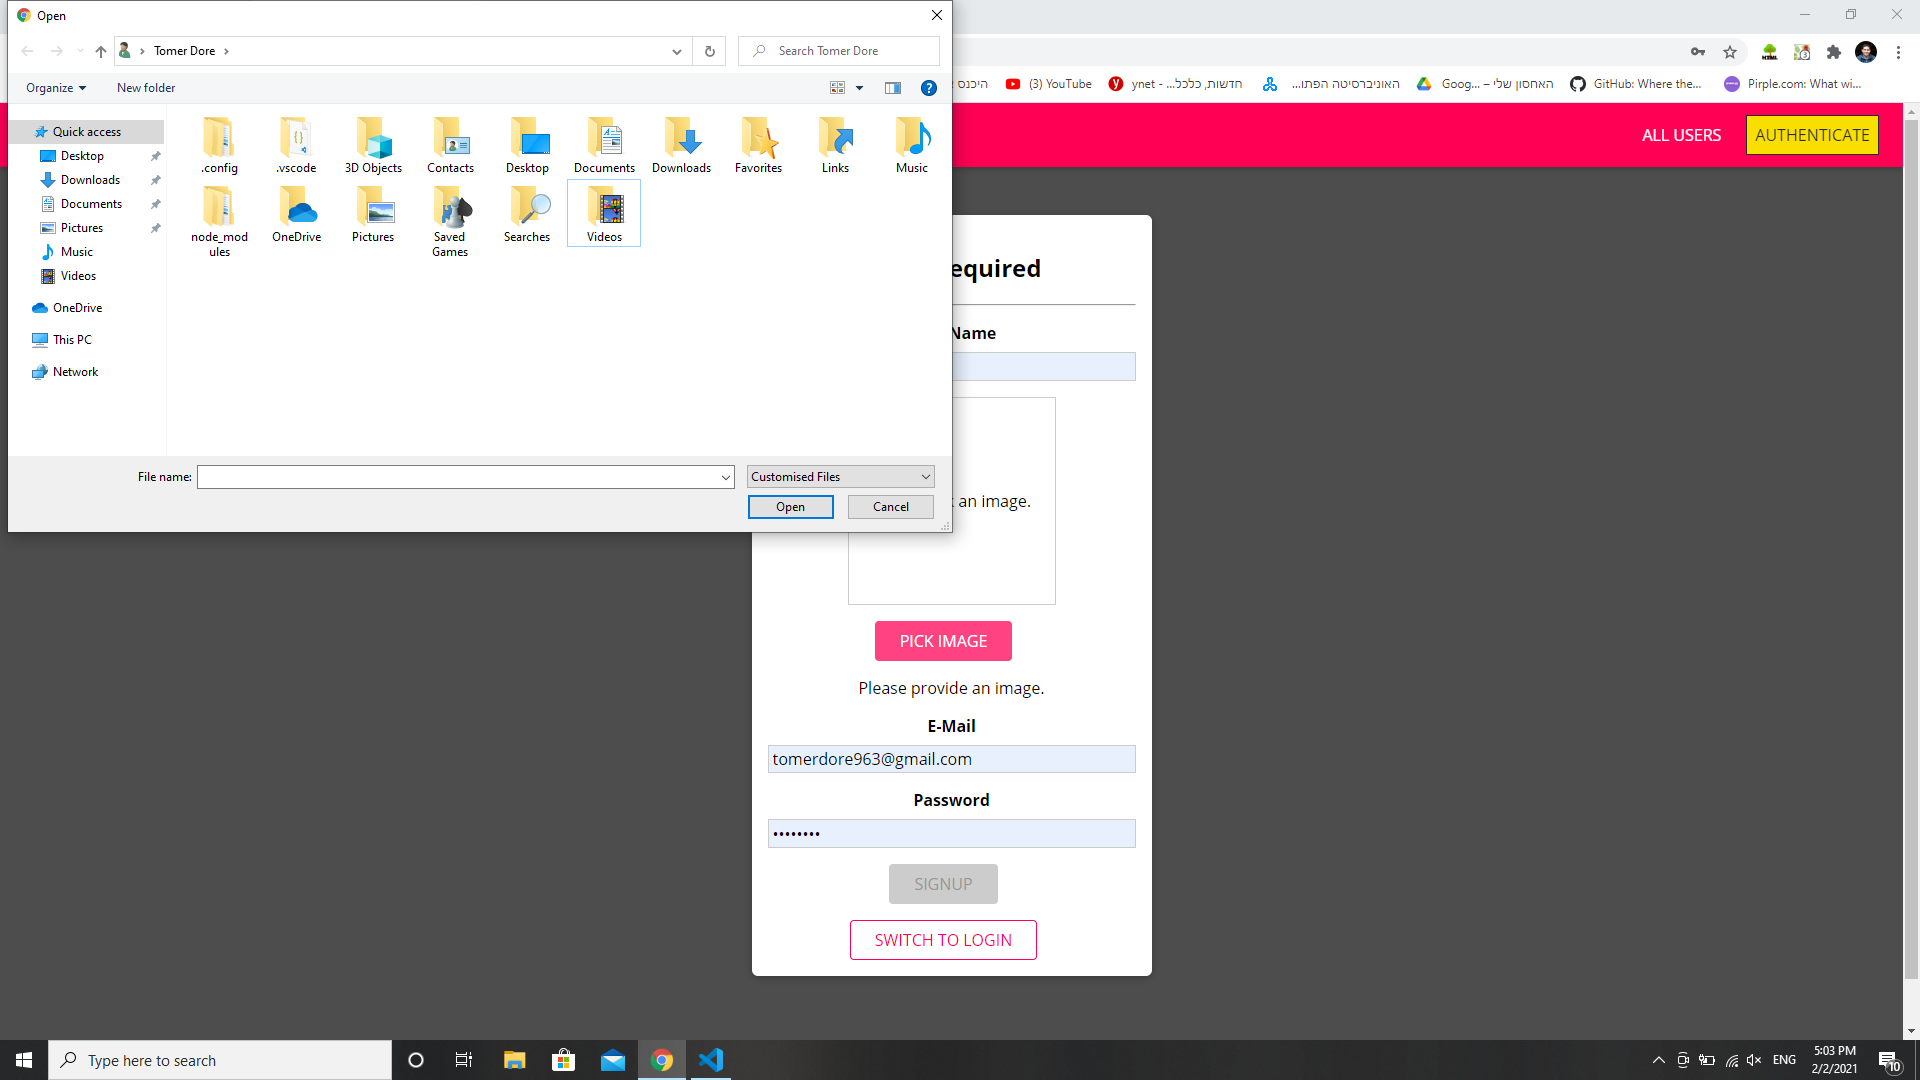 Open
Tomer Dore
Search Tomer Dore
Organize
New folder
היכנס
(3) YouTube
ynet - חדשות, כלכל...
האוניברסיטה הפתו...
האחסון שלי – Goog...
GitHub: Where the...
Pirple.com: What wi...
ALL USERS
AUTHENTICATE
Quick access
Desktop
Downloads
Documents
Pictures
Music
Videos
OneDrive
This PC
Network
.config
.vscode
3D Objects
Contacts
Desktop
Documents
Downloads
Favorites
Links
Music
node_mod
ules
OneDrive
Pictures
Saved
Games
Searches
Videos
File name:
Customised Files
Open
Cancel
equired
Name
an image.
PICK IMAGE
Please provide an image.
E-Mail
tomerdore963@gmail.com
Password
••••••••
SIGNUP
SWITCH TO LOGIN
Type here to search
ENG
5:03 PM
2/2/2021
10